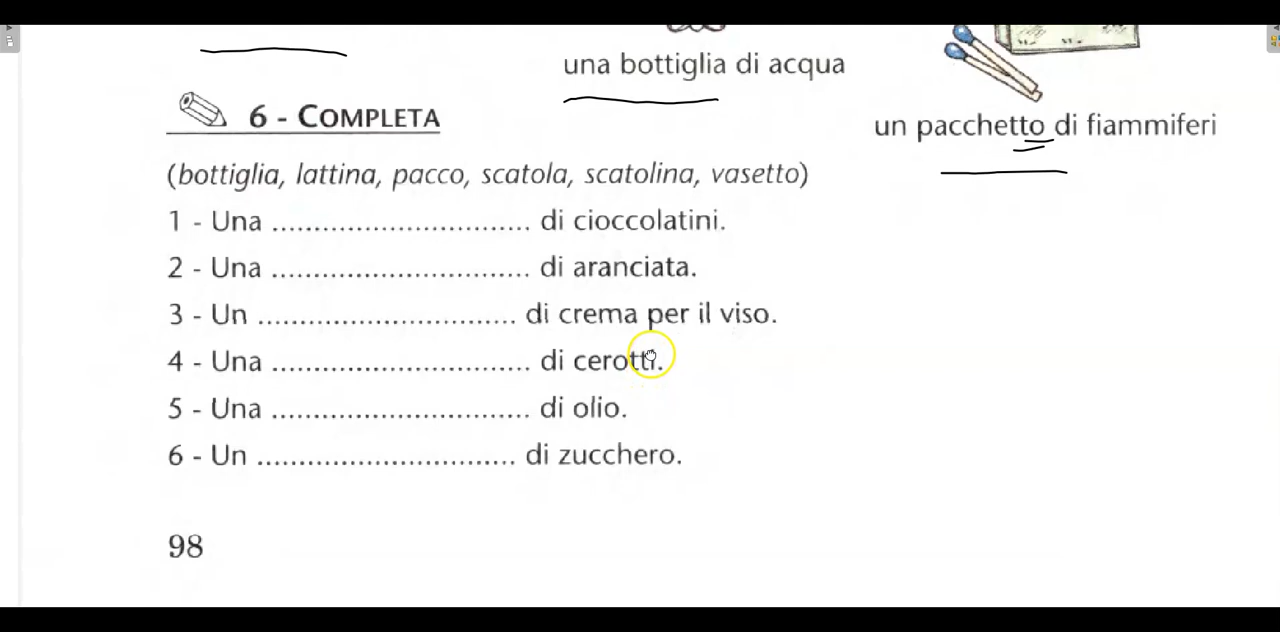 una bottiglia di acqua
un pacchetto di fiammiferi
6 - COMPLETA
(bottiglia, lattina, pacco, scatola, scatolina, vasetto)
1 - Una ............................... di cioccolatini.
2 - Una ............................... di aranciata.
3 - Un ............................... di crema per il viso.
4 - Una ............................... di cerotti.
5 - Una ............................... di olio.
6 - Un ............................... di zucchero.
98